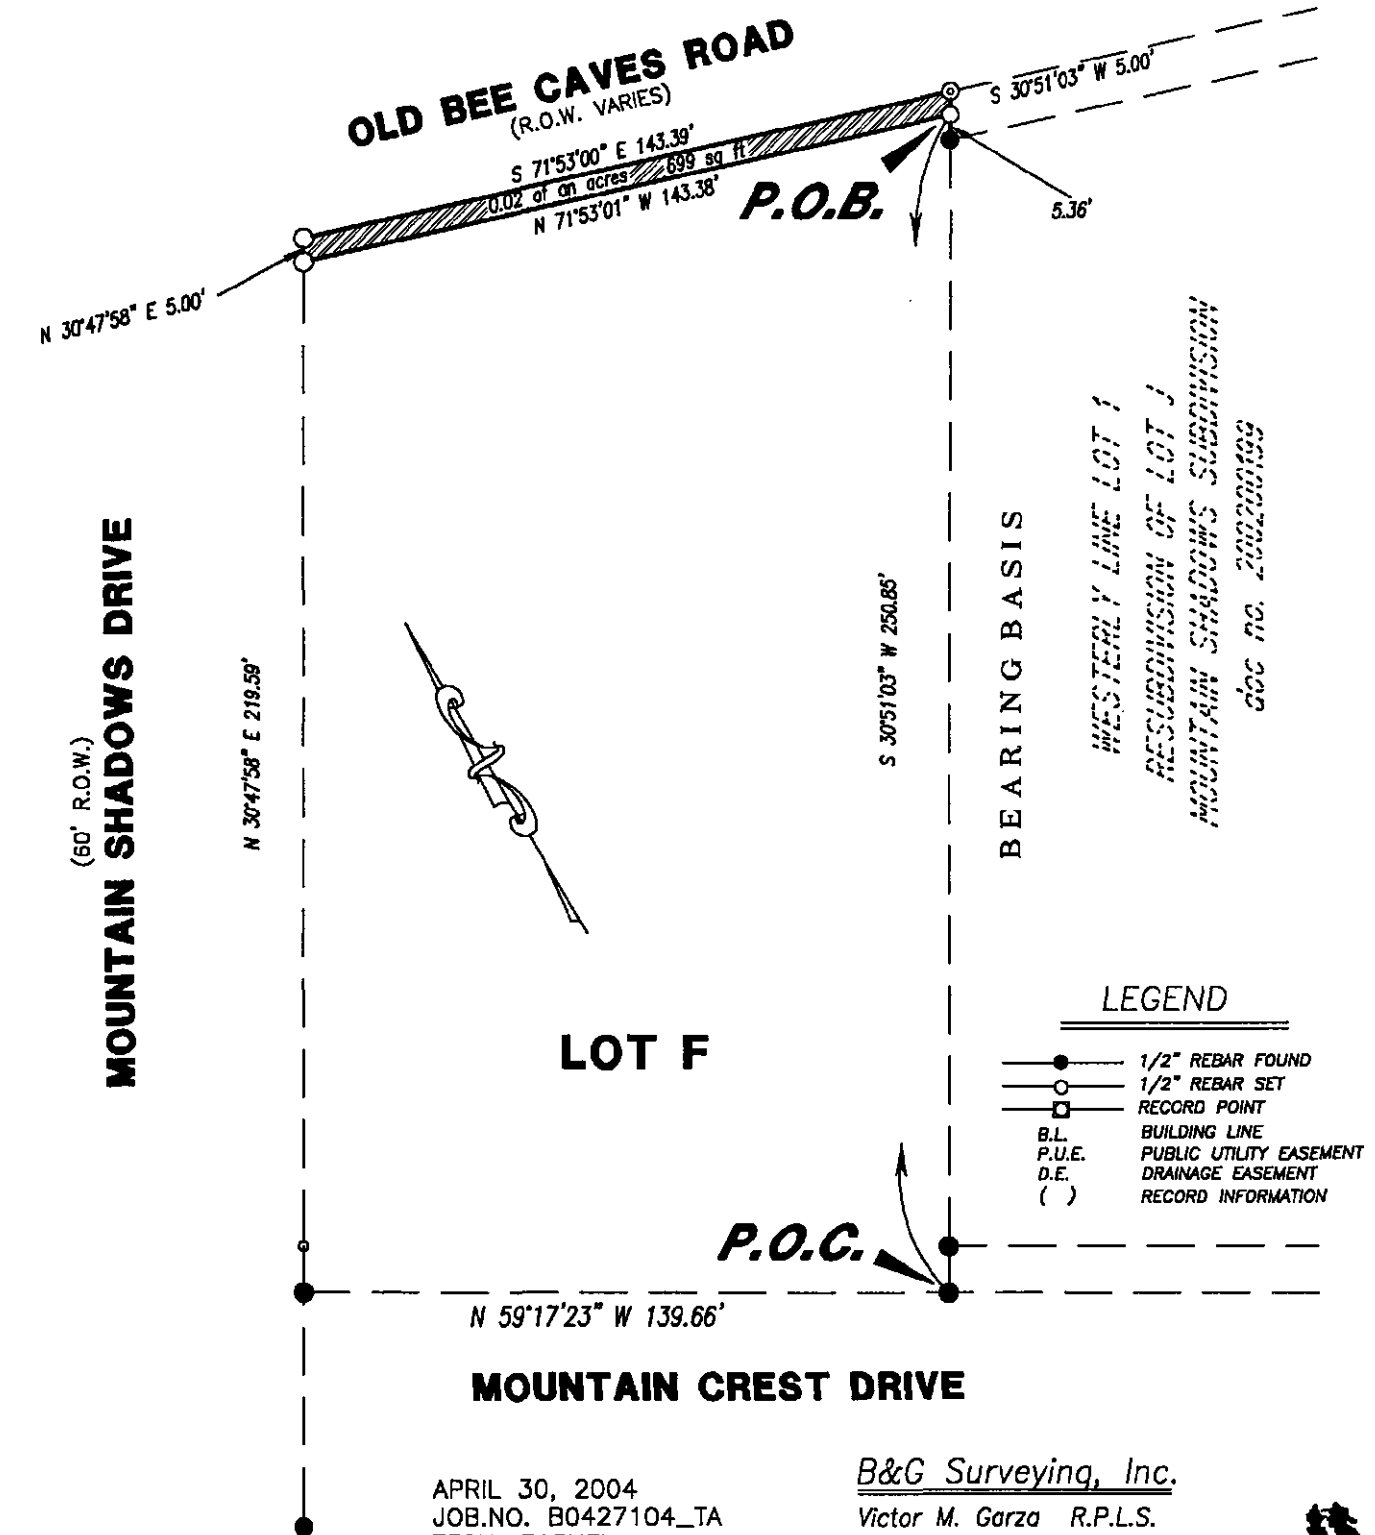 OLD BEE CAVES ROAD
(R.O.W. VARIES)
S 71°53'00" E 143.39'
0.02 of an acres 699 sq ft
N 71°53'01" W 143.38'
S 30°51'03" W 5.00'
P.O.B.
5.36'
N 30°47'58" E 5.00'
MOUNTAIN SHADOWS DRIVE
(60' R.O.W.)
N 30°47'58" E 219.59'
S 30°51'03" W 250.85'
BEARING BASIS
WESTERLY LINE LOT 1
RESUBDIVISION OF LOT J
MOUNTAIN SHADOWS SUBDIVISION
doc no. 200200199
LOT F
LEGEND
1/2" REBAR FOUND
1/2" REBAR SET
RECORD POINT
B.L. BUILDING LINE
P.U.E. PUBLIC UTILITY EASEMENT
D.E. DRAINAGE EASEMENT
( ) RECORD INFORMATION
P.O.C.
N 59°17'23" W 139.66'
MOUNTAIN CREST DRIVE
APRIL 30, 2004
JOB.NO. B0427104_TA
B&G Surveying, Inc.
Victor M. Garza R.P.L.S.